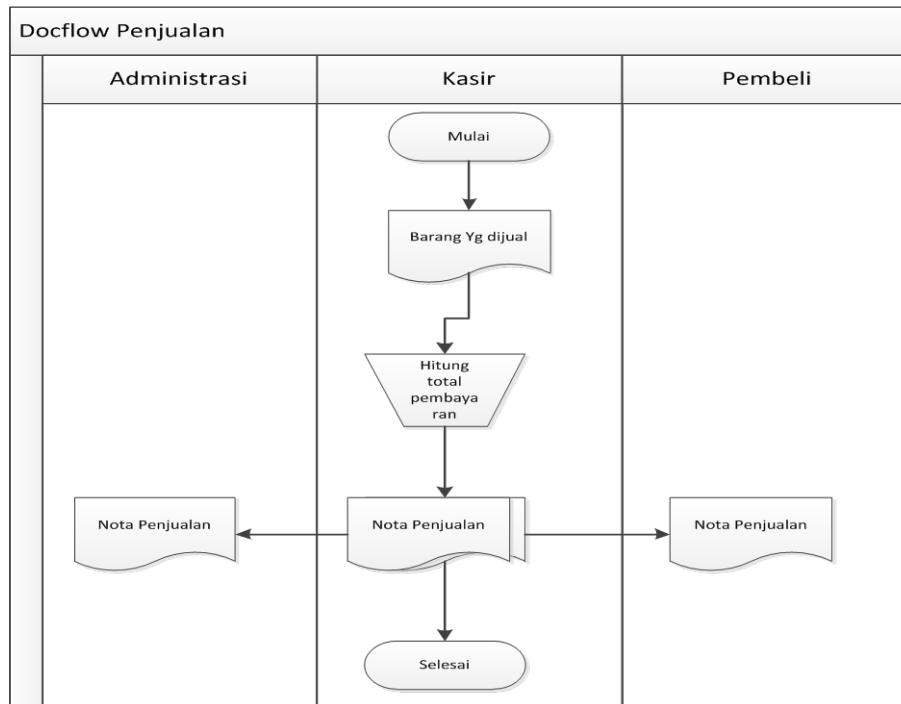 Docflow Penjualan
Administrasi
Kasir
Pembeli
Mulai
Barang Yg dijual
Hitung
total
pembaya
ran
Nota Penjualan
Nota Penjualan
Nota Penjualan
Selesai